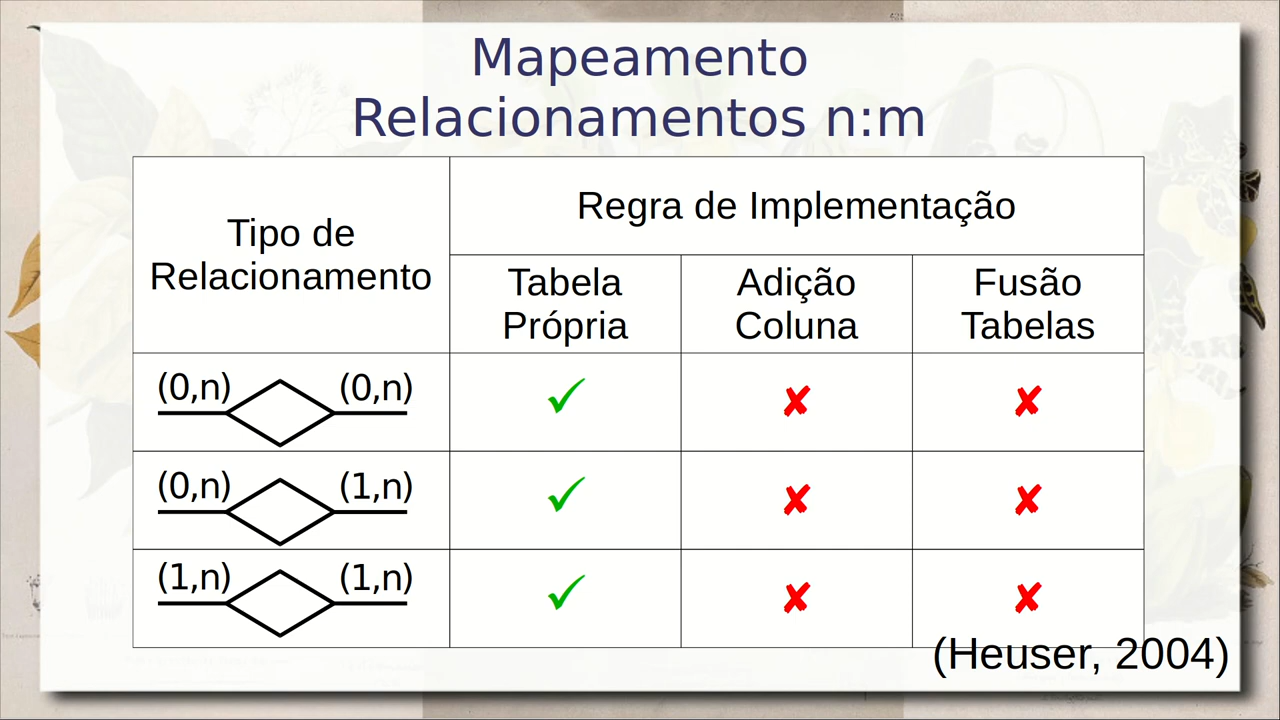 Mapeamento
Relacionamentos n:m
Tipo de
Relacionamento
Regra de Implementação
Tabela
Própria
Adição
Coluna
Fusão
Tabelas
(0,n) (0,n)
✓ ✘ ✘
(0,n) (1,n)
✓ ✘ ✘
(1,n) (1,n)
✓ ✘ ✘
(Heuser, 2004)